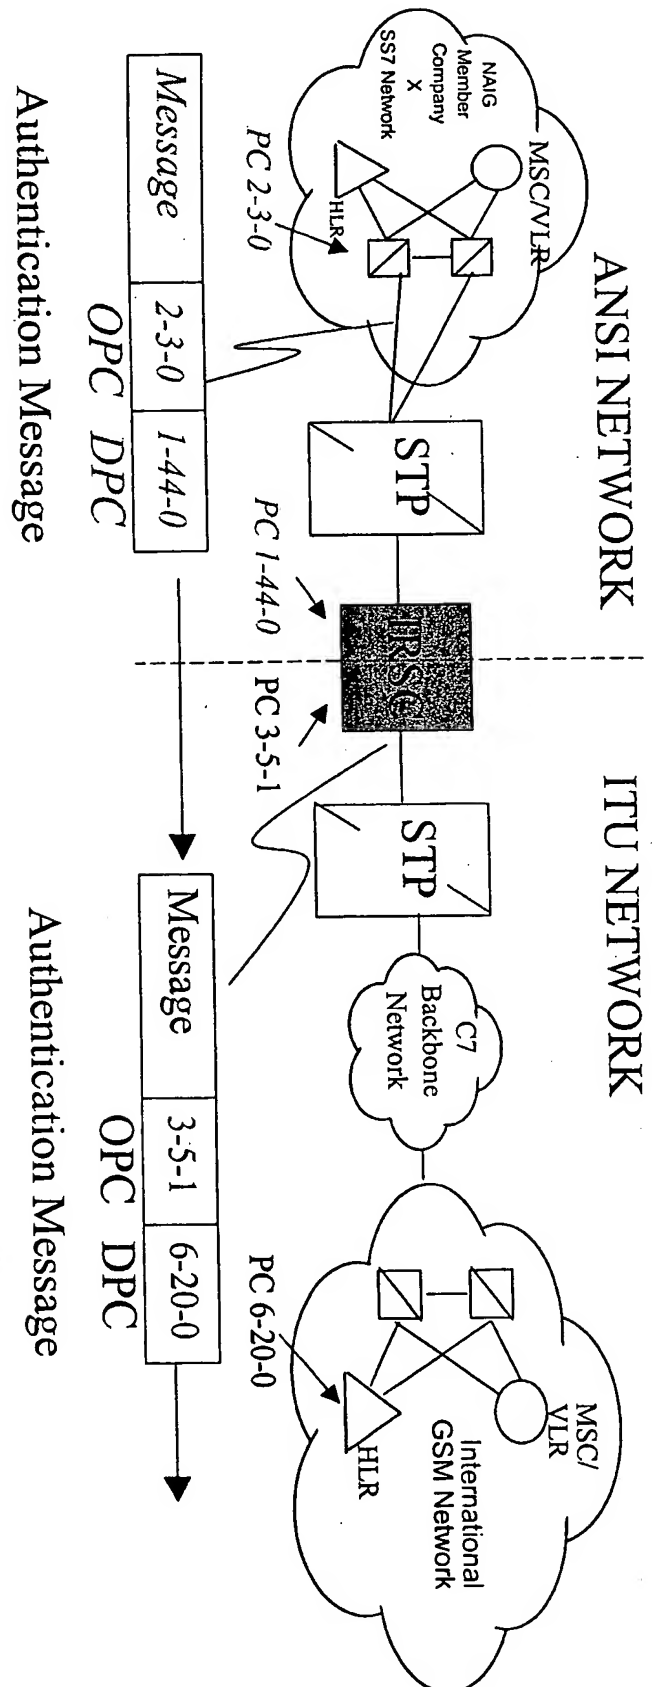 ANSI NETWORK
ITU NETWORK
NAIG
Member
Company
X
SS7 Network
MSC/VLR
HLR
PC 2-3-0
STP
PC 1-44-0
PC 3-5-1
STP
C7
Backbone
Network
MSC/
VLR
International
GSM Network
HLR
PC 6-20-0
Message 2-3-0 1-44-0
OPC DPC
Authentication Message
Message 3-5-1 6-20-0
OPC DPC
Authentication Message